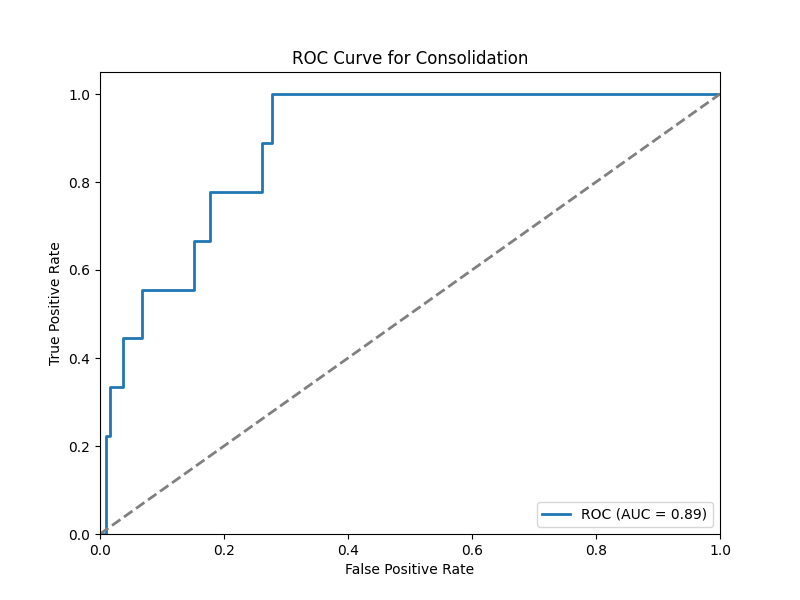 ROC Curve for Consolidation
True Positive Rate
1.0
0.8
0.6
0.4
0.2
0.0
ROC (AUC = 0.89)
0.0 0.2 0.4 0.6 0.8 1.0
False Positive Rate